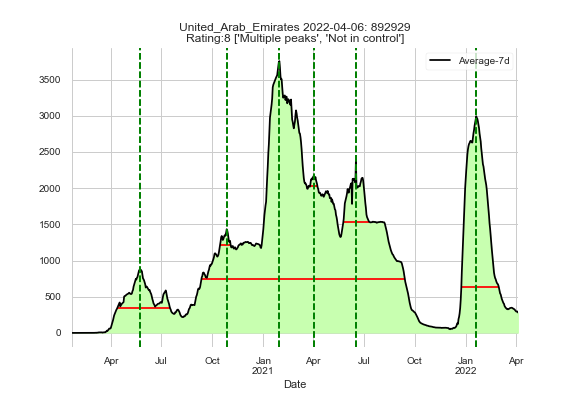 United_Arab_Emirates 2022-04-06: 892929
Rating:8 ['Multiple peaks', 'Not in control']
Average-7d
3500
3000
2500
2000
1500
1000
500
0
Apr
Jul
Oct
Jan
2021
Apr
Jul
Oct
Jan
2022
Apr
Date